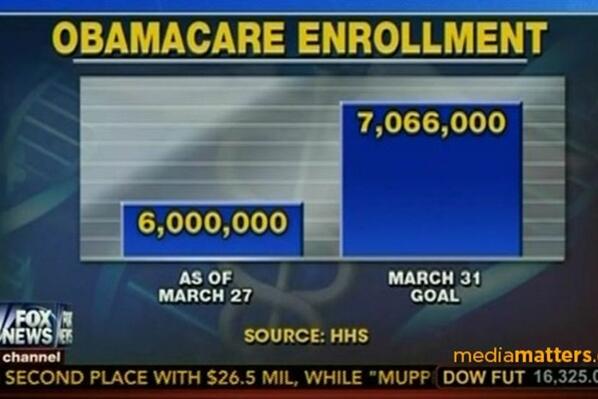 OBAMACARE ENROLLMENT
7,066,000
6,000,000
AS OF
MARCH 27
MARCH 31
GOAL
SOURCE: HHS
FOX
NEWS
channel
mediamatters.
SECOND PLACE WITH $26.5 MIL, WHILE "MUPP
DOW FUT 16,325.0